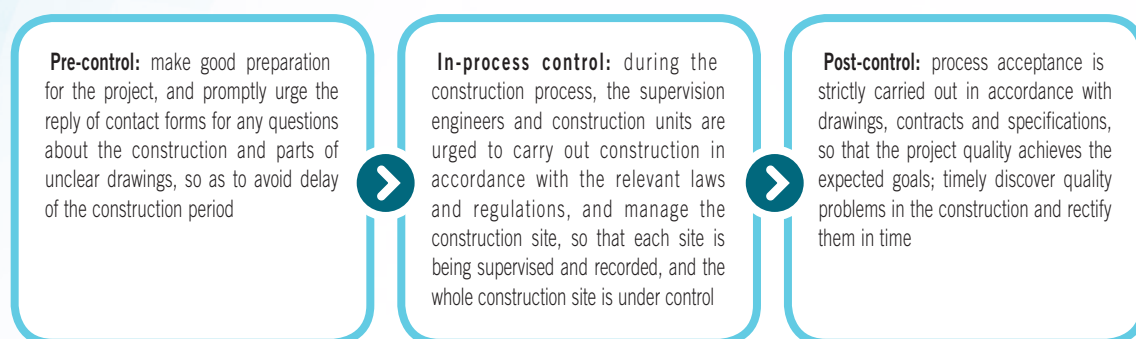 Pre-control: make good preparation
for the project, and promptly urge the
reply of contact forms for any questions
about the construction and parts of
unclear drawings, so as to avoid delay
of the construction period
In-process control: during the
construction process, the supervision
engineers and construction units are
urged to carry out construction in
accordance with the relevant laws
and regulations, and manage the
construction site, so that each site is
being supervised and recorded, and the
whole construction site is under control
Post-control: process acceptance is
strictly carried out in accordance with
drawings, contracts and specifications,
so that the project quality achieves the
expected goals; timely discover quality
problems in the construction and rectify
them in time